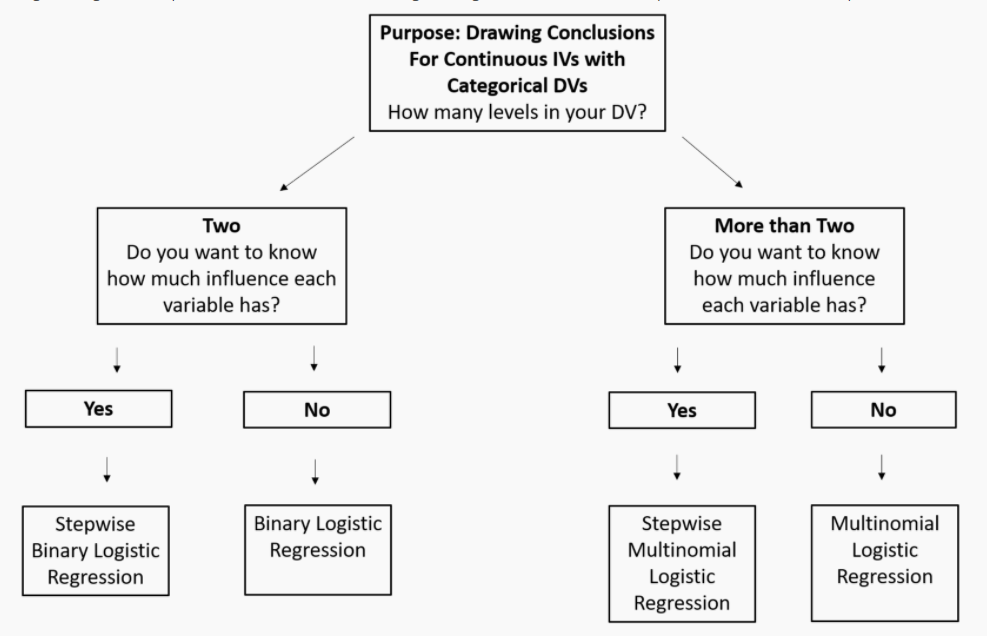 Purpose: Drawing Conclusions
For Continuous IVs with
Categorical DVs
How many levels in your DV?
Two
Do you want to know
how much influence each
variable has?
More than Two
Do you want to know
how much influence
each variable has?
Yes
No
Yes
No
Stepwise
Binary Logistic
Regression
Binary Logistic
Regression
Stepwise
Multinomial
Logistic
Regression
Multinomial
Logistic
Regression